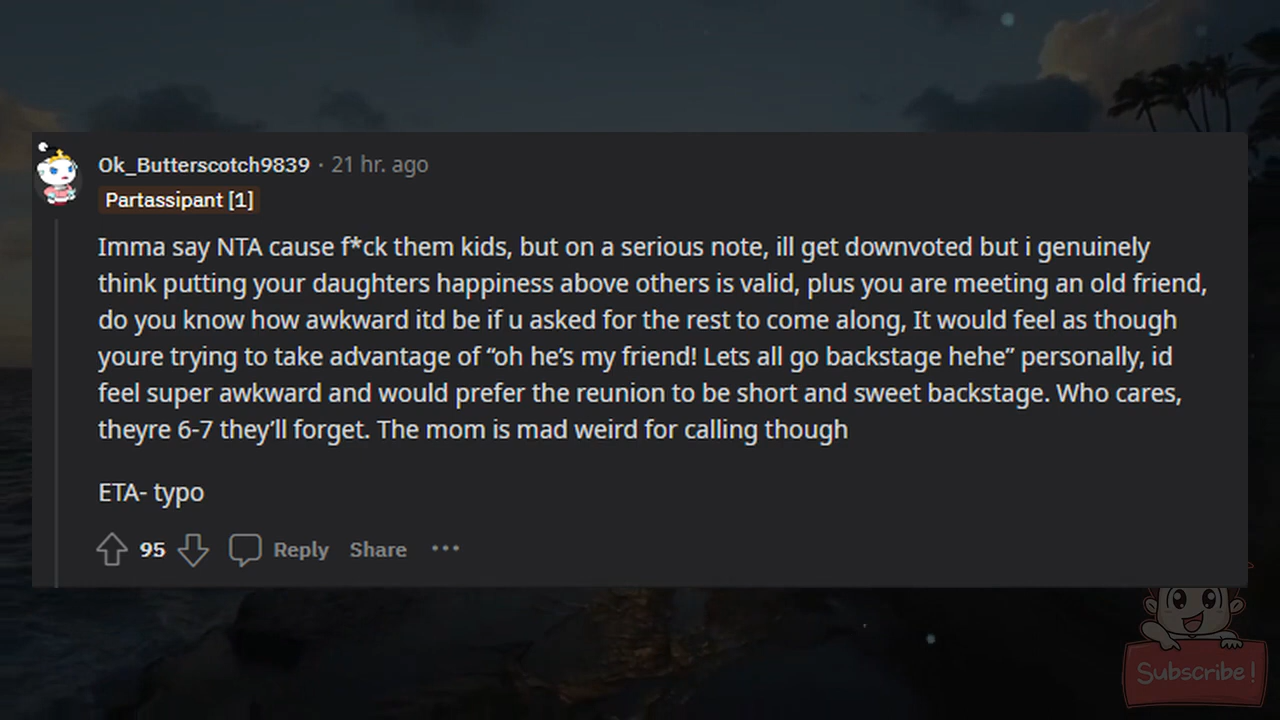 Ok_Butterscotch9839 · 21 hr. ago
Partassipant [1]
Imma say NTA cause f*ck them kids, but on a serious note, ill get downvoted but i genuinely
think putting your daughters happiness above others is valid, plus you are meeting an old friend,
do you know how awkward itd be if u asked for the rest to come along, It would feel as though
youre trying to take advantage of “oh he’s my friend! Lets all go backstage hehe” personally, id
feel super awkward and would prefer the reunion to be short and sweet backstage. Who cares,
theyre 6-7 they’ll forget. The mom is mad weird for calling though
ETA- typo
95 Reply Share ...
Subscribe!